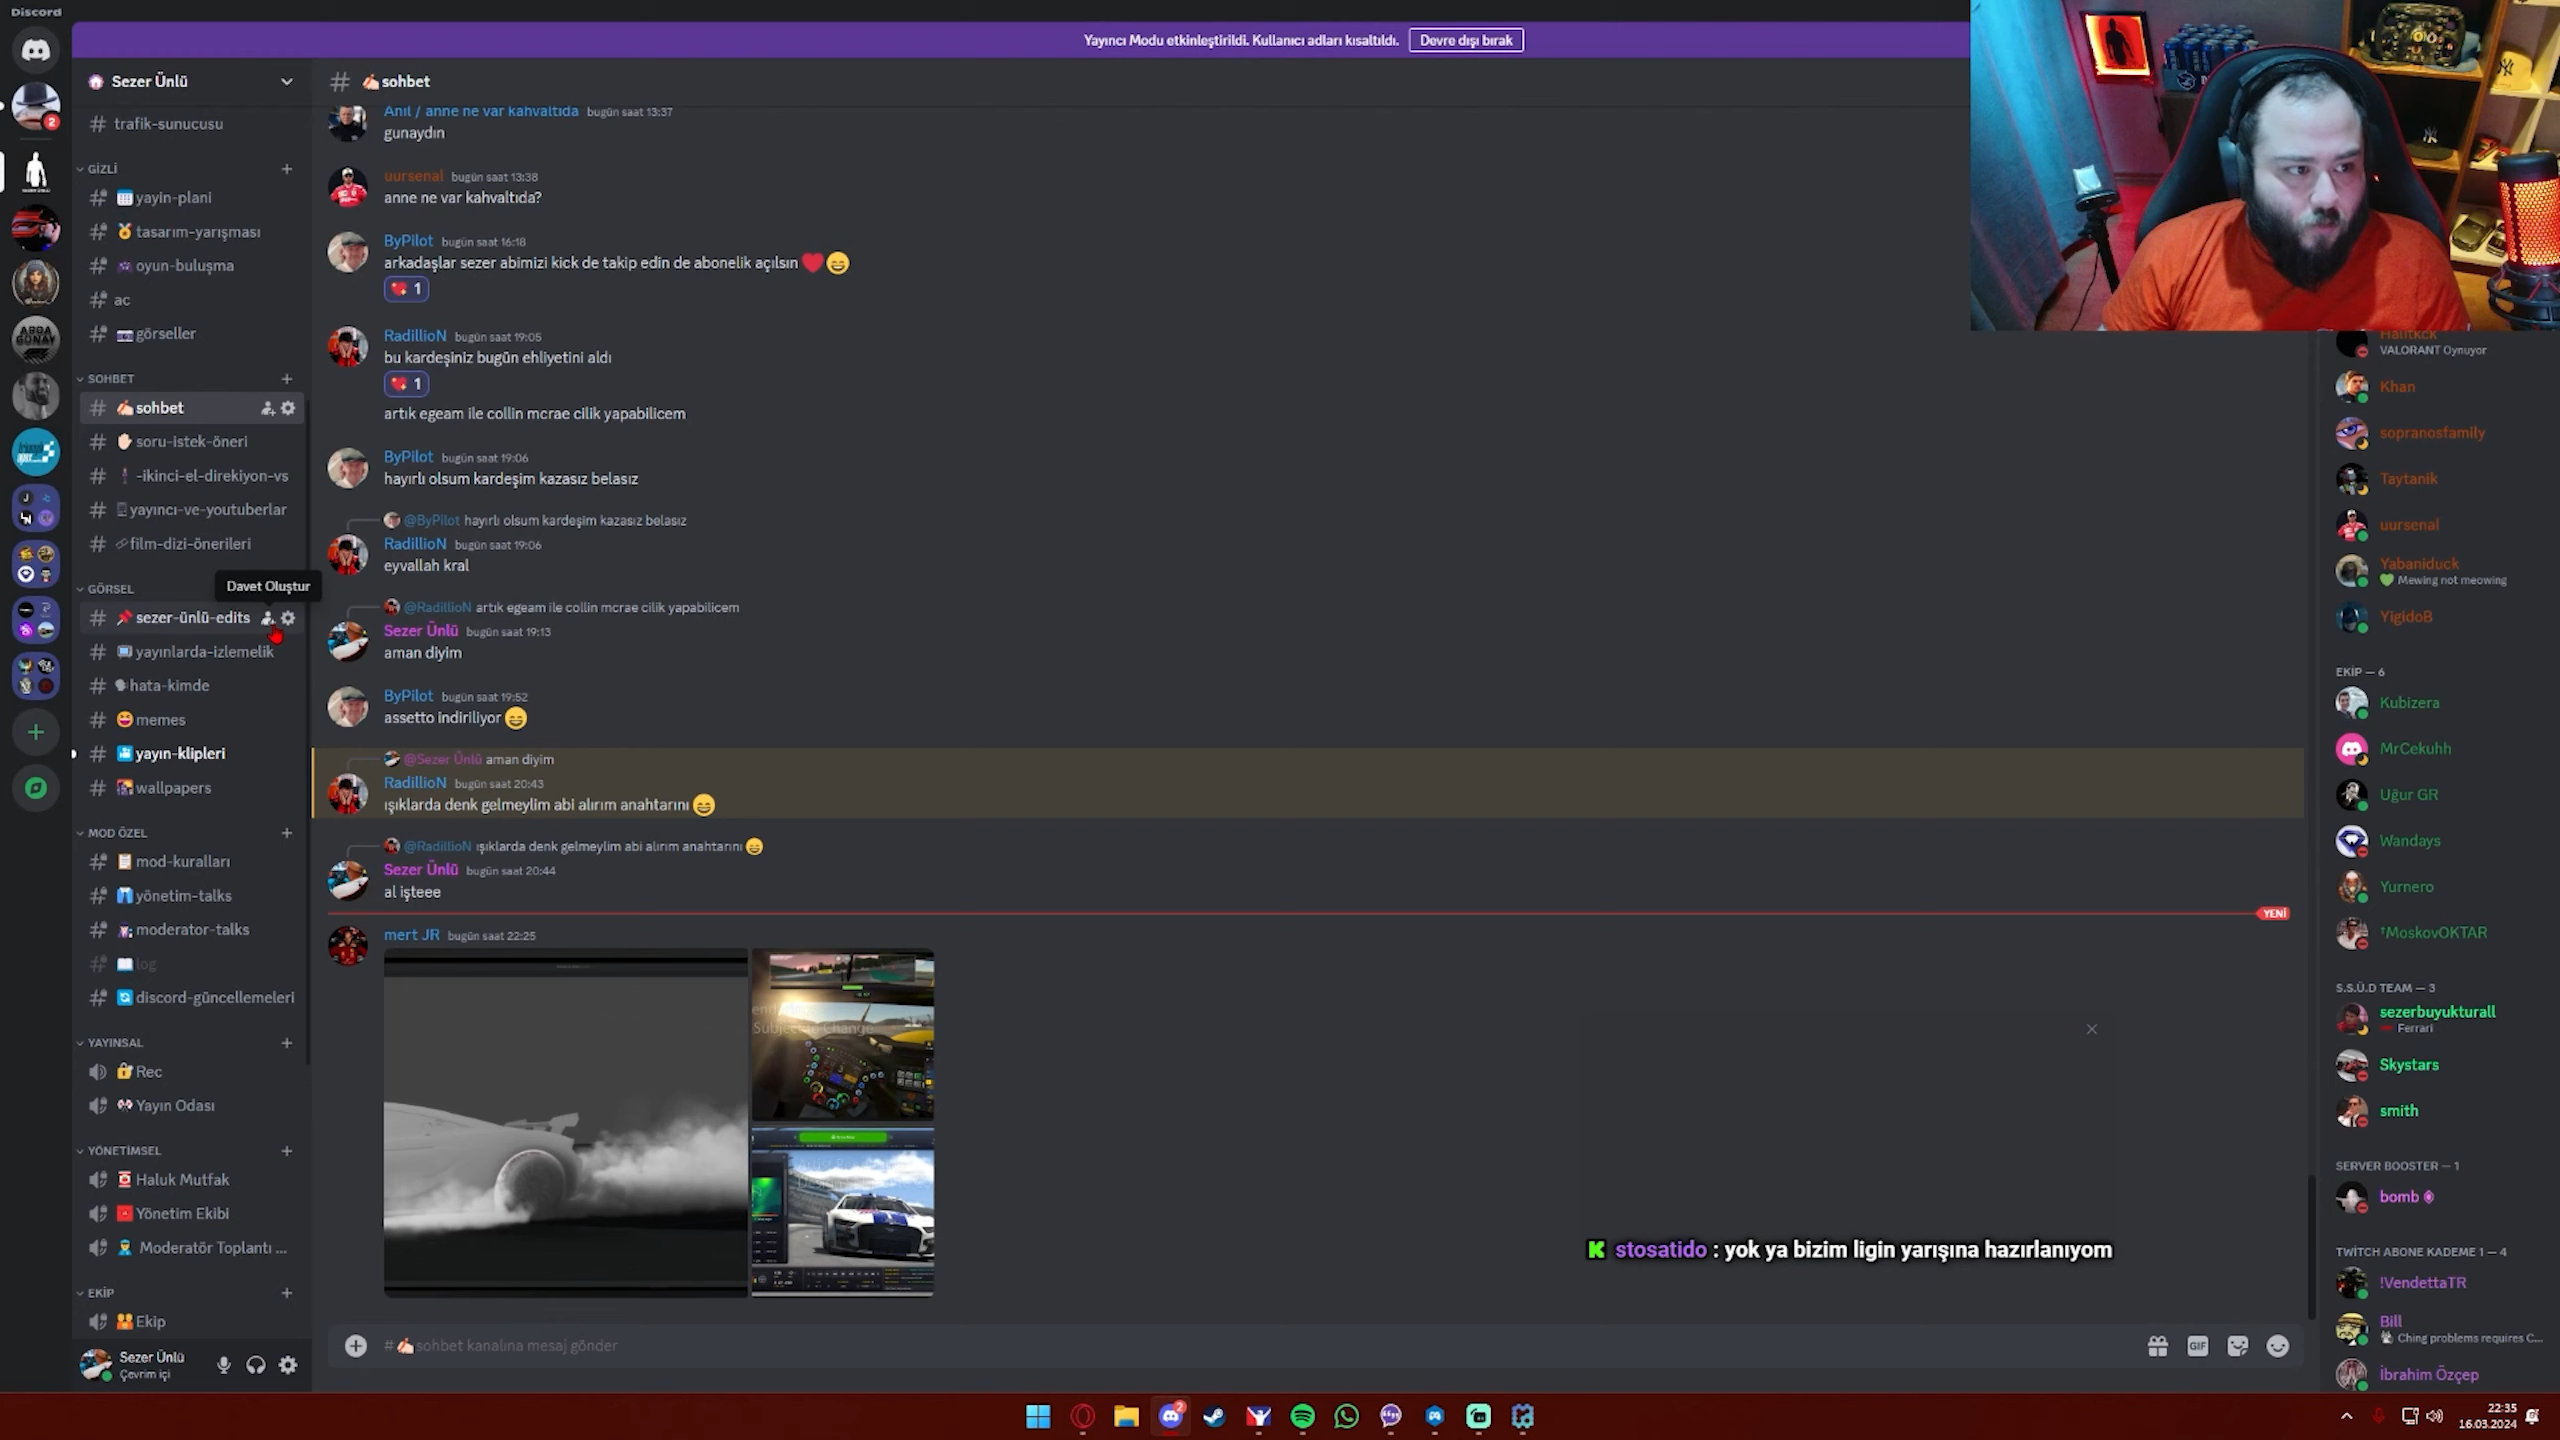 Discord
Yayıncı Modu etkinleştirildi. Kullanıcı adları kısaltıldı.
Devre dışı bırak
Sezer Ünlü
trafik-sunucusu
GİZLİ
yayin-plani
tasarım-yarışması
oyun-buluşma
ac
görseller
SOHBET
sohbet
soru-istek-öneri
-ikinci-el-direkiyon-vs
yayıncı-ve-youtuberlar
film-dizi-önerileri
Davet Oluştur
GÖRSEL
sezer-ünlü-edits
yayınlarda-izlemelik
hata-kimde
memes
yayın-klipleri
wallpapers
MOD ÖZEL
mod-kuralları
yönetim-talks
moderator-talks
log
discord-güncellemeleri
YAYINSAL
Rec
Yayın Odası
YÖNETİMSEL
Haluk Mutfak
Yönetim Ekibi
Moderatör Toplantı ...
EKİP
Ekip
Sezer Ünlü
Çevrim içi
# sohbet
Anıl / anne ne var kahvaltıda bugün saat 13:37
gunaydın
uursenal bugün saat 13:38
anne ne var kahvaltıda?
ByPilot bugün saat 16:18
arkadaşlar sezer abimizi kick de takip edin de abonelik açılsın
1
RadillioN bugün saat 19:05
bu kardeşiniz bugün ehliyetini aldı
1
artık egeam ile collin mcrae cilik yapabilicem
ByPilot bugün saat 19:06
hayırlı olsum kardeşim kazasız belasız
@ByPilot hayırlı olsum kardeşim kazasız belasız
RadillioN bugün saat 19:06
eyvallah kral
@RadillioN artık egeam ile collin mcrae cilik yapabilicem
Sezer Ünlü bugün saat 19:13
aman diyim
ByPilot bugün saat 19:52
assetto indiriliyor
@Sezer Ünlü aman diyim
RadillioN bugün saat 20:43
ışıklarda denk gelmeylim abi alırım anahtarını
@RadillioN ışıklarda denk gelmeylim abi alırım anahtarını
Sezer Ünlü bugün saat 20:44
al işteee
YENİ
mert JR bugün saat 22:25
Subject to Change
stosatido : yok ya bizim ligin yarışına hazırlanıyom
# sohbet kanalına mesaj gönder
GIF
VALORANT Oynuyor
Khan
sopranosfamily
Taytanik
uursenal
Yabaniduck
Mewing not meowing
YigidoB
EKİP — 6
Kubizera
MrCekuhh
Uğur GR
Wandays
Yurnero
†MoskovOKTAR
S.S.Ü.D TEAM — 3
sezerbuyukturall
Ferrari
Skystars
smith
SERVER BOOSTER — 1
bomb
TWİTCH ABONE KADEME 1 — 4
!VendettaTR
Bill
Ching problems requires C...
İbrahim Özçep
22:35
16.03.2024